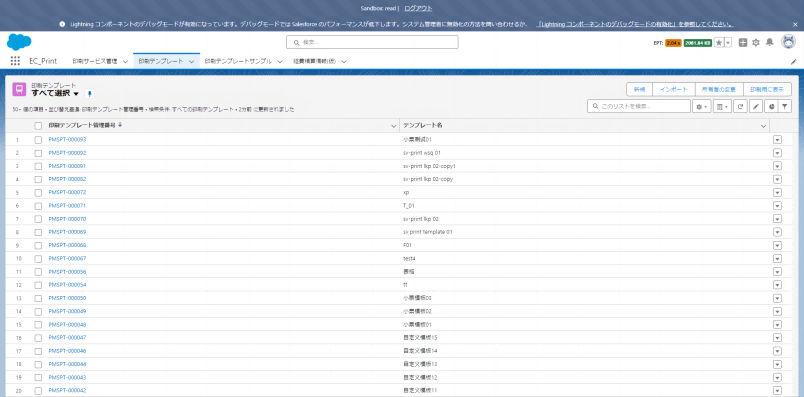 Sandbox read | ログアウト
Lightning コンポーネントのデバッグモードが有効になっています。デバッグモードでは Salesforce のパフォーマンスが低下します。システム管理者に無効化の方法を問い合わせるか、「Lightning コンポーネントのデバッグモードの有効化」を参照してください。
検索...
EPT: 2.04 s 2061.64 KB
EC_Print 印刷サービス管理 印刷テンプレート 印刷テンプレートサンプル 経費精算情報(仮)
印刷テンプレート
すべて選択
新規 インポート 所有者の変更 印刷用に表示
50+ 個の項目 • 並び替え基準: 印刷テンプレート管理番号 • 検索条件: すべての印刷テンプレート • 2分前 に更新されました
このリストを検索...
印刷テンプレート管理番号 テンプレート名
1 PMSPT-000093 小票測試01
2 PMSPT-000092 sv-print wsq 01
3 PMSPT-000091 sv-print lkp 02-copy1
4 PMSPT-000082 sv-print lkp 02-copy
5 PMSPT-000072 xp
6 PMSPT-000071 T_01
7 PMSPT-000070 sv-print lkp 02
8 PMSPT-000069 sv print template 01
9 PMSPT-000068 F01
10 PMSPT-000067 test4
11 PMSPT-000056 表格
12 PMSPT-000054 tt
13 PMSPT-000050 小票模板03
14 PMSPT-000049 小票模板02
15 PMSPT-000048 小票模板01
16 PMSPT-000047 自定义模板15
17 PMSPT-000046 自定义模板14
18 PMSPT-000044 自定义模板13
19 PMSPT-000043 自定义模板12
20 PMSPT-000042 自定义模板11